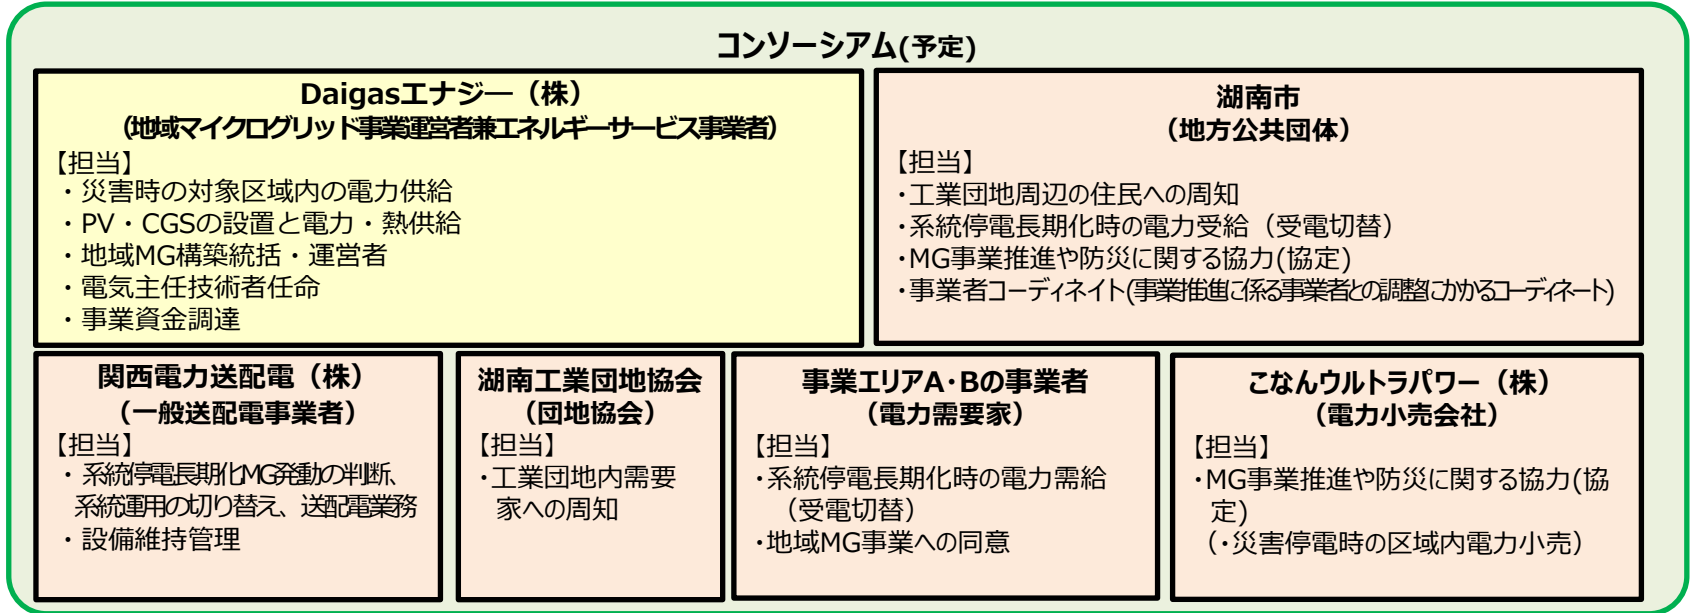 コンソーシアム(予定)
Daigasエナジー（株）
（地域マイクログリッド事業運営者兼エネルギーサービス事業者）
【担当】
・災害時の対象区域内の電力供給
・PV・CGSの設置と電力・熱供給
・地域MG構築統括・運営者
・電気主任技術者任命
・事業資金調達
湖南市
（地方公共団体）
【担当】
・工業団地周辺の住民への周知
・系統停電長期化時の電力受給（受電切替）
・MG事業推進や防災に関する協力(協定)
・事業者コーディネイト(事業推進に係る事業者との調整にかかるコーディネート)
関西電力送配電（株）
（一般送配電事業者）
【担当】
・系統停電長期化MG発動の判断、
系統運用の切り替え、送配電業務
・設備維持管理
湖南工業団地協会
（団地協会）
【担当】
・工業団地内需要
家への周知
事業エリアA・Bの事業者
（電力需要家）
【担当】
・系統停電長期化時の電力需給
（受電切替）
・地域MG事業への同意
こなんウルトラパワー（株）
（電力小売会社）
【担当】
・MG事業推進や防災に関する協力(協
定)
（・災害停電時の区域内電力小売）